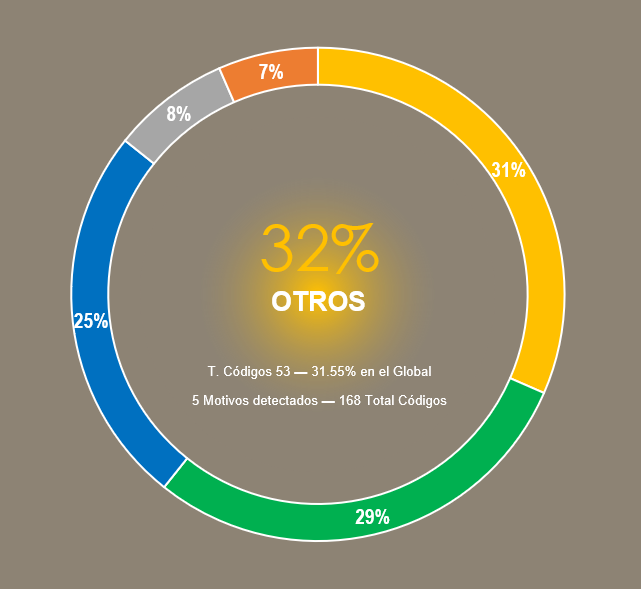 7%
8%
31%
32%
OTROS
25%
T. Códigos 53 — 31.55% en el Global
5 Motivos detectados — 168 Total Códigos
29%